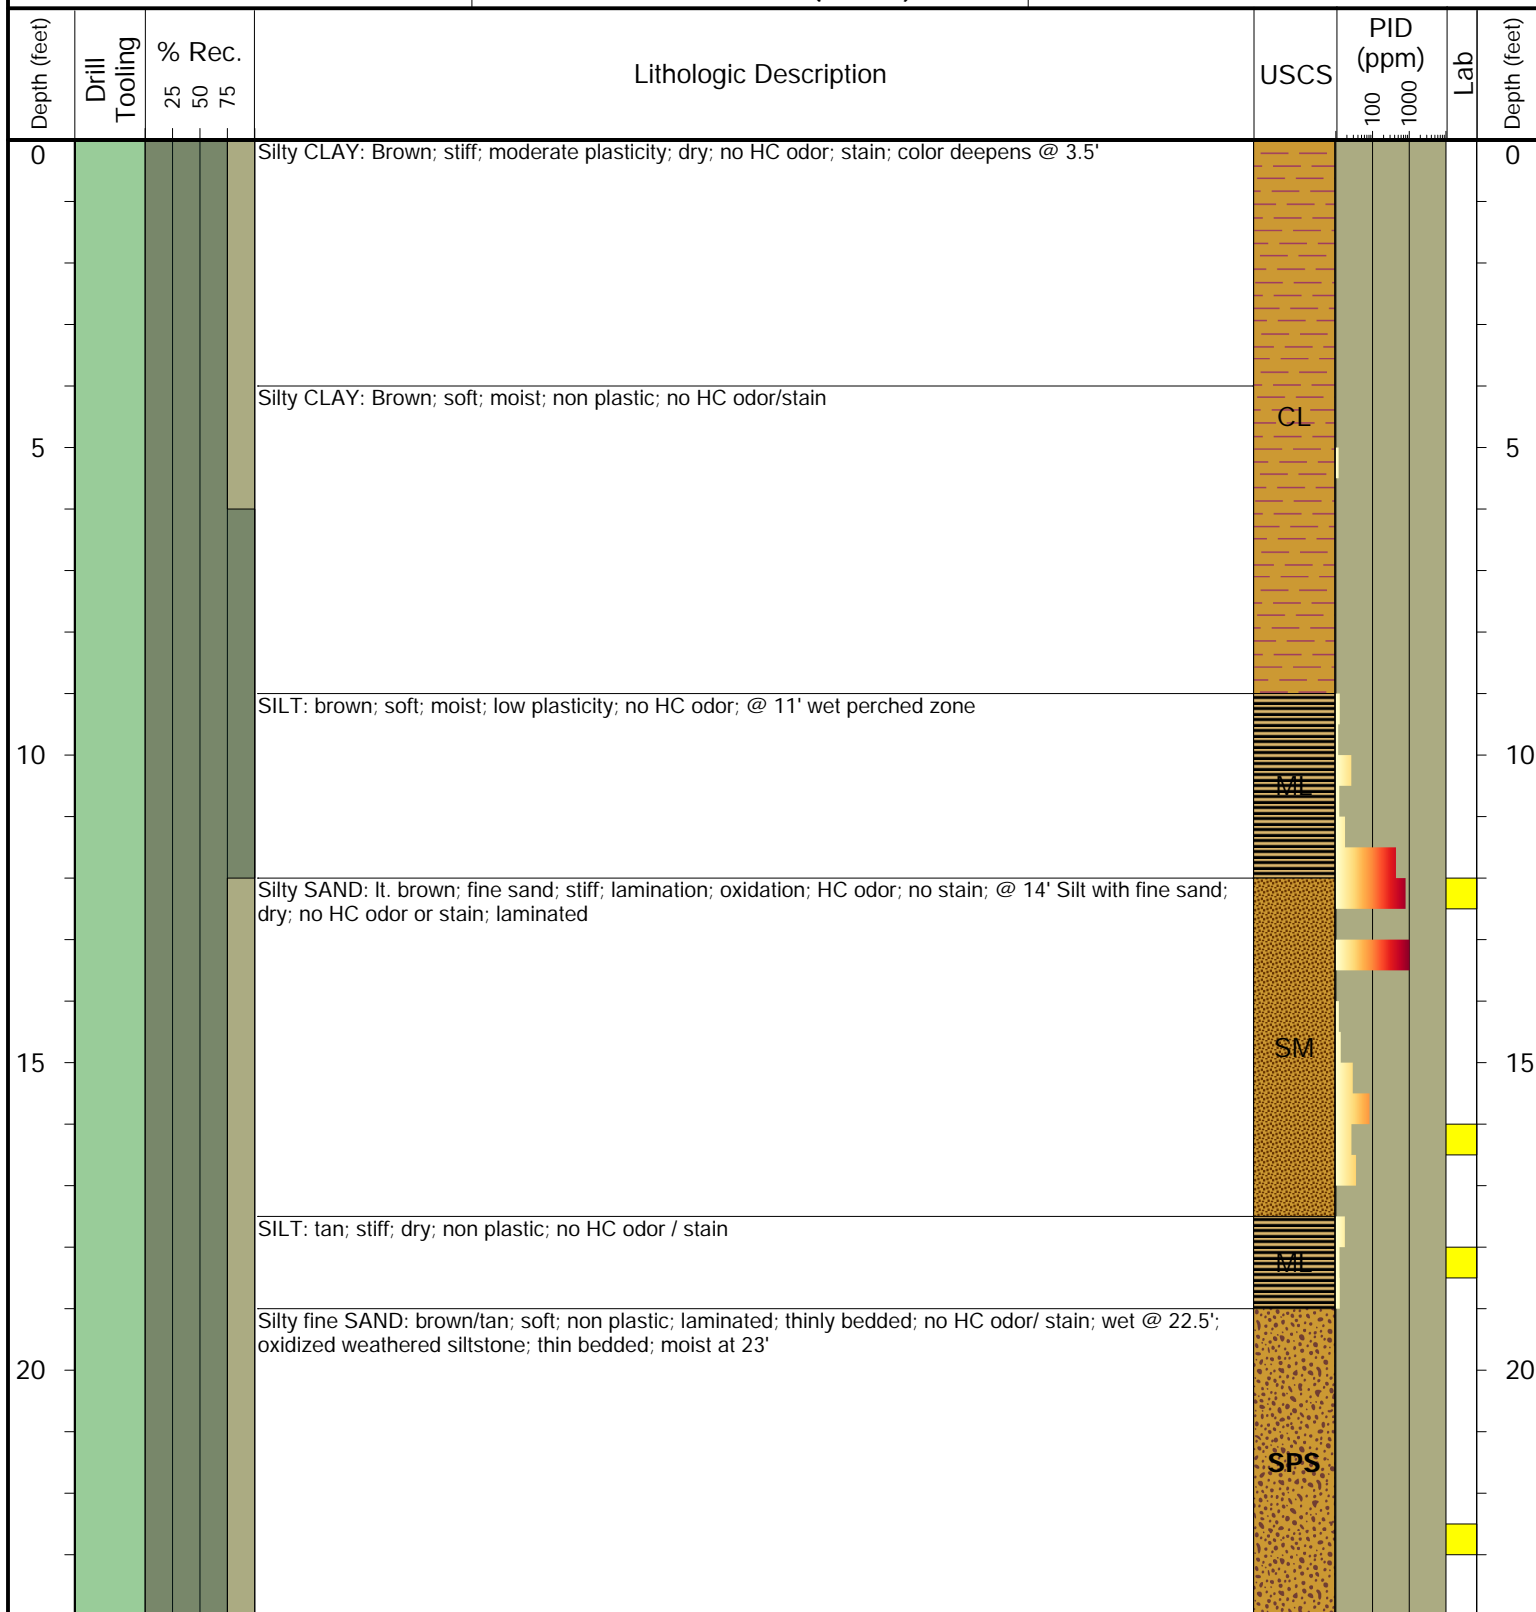 Depth (feet)
Drill
Tooling
% Rec.
25
50
75
Lithologic Description
USCS
PID
(ppm)
100
1000
Lab
Depth (feet)
0
Silty CLAY: Brown; stiff; moderate plasticity; dry; no HC odor; stain; color deepens @ 3.5'
0
Silty CLAY: Brown; soft; moist; non plastic; no HC odor/stain
CL
5
5
SILT: brown; soft; moist; low plasticity; no HC odor; @ 11' wet perched zone
10
10
ML
Silty SAND: lt. brown; fine sand; stiff; lamination; oxidation; HC odor; no stain; @ 14' Silt with fine sand;
dry; no HC odor or stain; laminated
SM
15
15
SILT: tan; stiff; dry; non plastic; no HC odor / stain
ML
Silty fine SAND: brown/tan; soft; non plastic; laminated; thinly bedded; no HC odor/ stain; wet @ 22.5';
oxidized weathered siltstone; thin bedded; moist at 23'
20
20
SPS